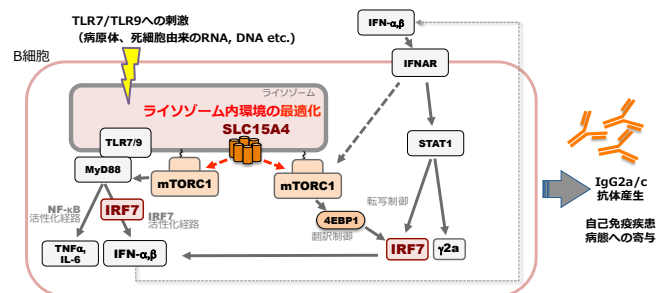 TLR7/TLR9への刺激
（病原体、死細胞由来のRNA, DNA etc.）
IFN-α,β
B細胞
IFNAR
ライソゾーム
ライソゾーム内環境の最適化
SLC15A4
TLR7/9
MyD88
mTORC1
mTORC1
STAT1
NF-κB
活性化経路
IRF7
IRF7
活性化経路
転写制御
4EBP1
翻訳制御
TNFα,
IL-6
IFN-α,β
IRF7
γ2a
IgG2a/c
抗体産生
自己免疫疾患
病態への寄与